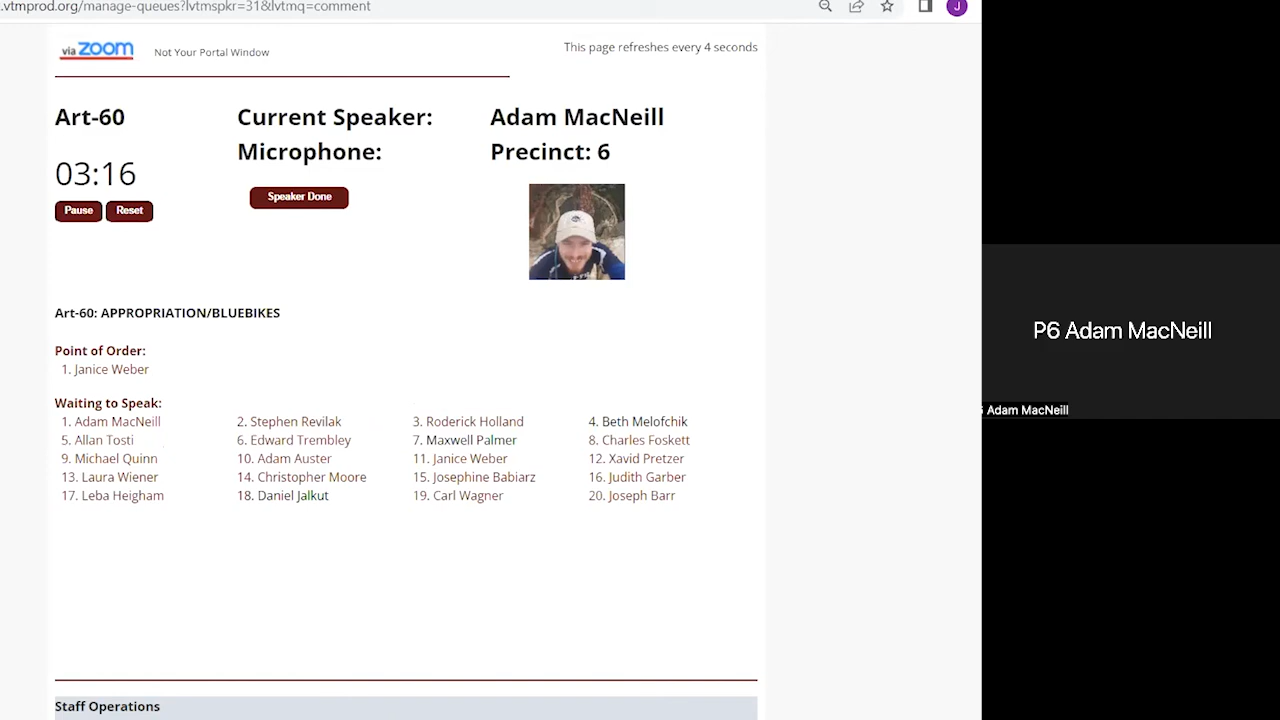 .vtmprod.org/manage-queues?lvtmspkr=31&lvtmq=comment
J
via zoom Not Your Portal Window This page refreshes every 4 seconds
Art-60 Current Speaker: Adam MacNeill
Microphone: Precinct: 6
03:16
Speaker Done
Pause Reset
Art-60: APPROPRIATION/BLUEBIKES
Point of Order:
1. Janice Weber
Waiting to Speak:
1. Adam MacNeill 2. Stephen Revilak 3. Roderick Holland 4. Beth Melofchik
5. Allan Tosti 6. Edward Trembley 7. Maxwell Palmer 8. Charles Foskett
9. Michael Quinn 10. Adam Auster 11. Janice Weber 12. Xavid Pretzer
13. Laura Wiener 14. Christopher Moore 15. Josephine Babiarz 16. Judith Garber
17. Leba Heigham 18. Daniel Jalkut 19. Carl Wagner 20. Joseph Barr
Staff Operations
P6 Adam MacNeill
6 Adam MacNeill